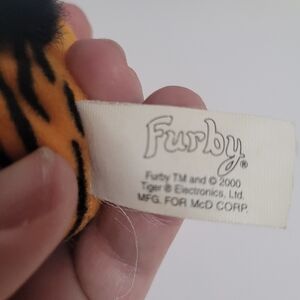 Furby®
Furby TM and © 2000
Tiger ® Electronics, Ltd.
MFG. FOR McD CORP.